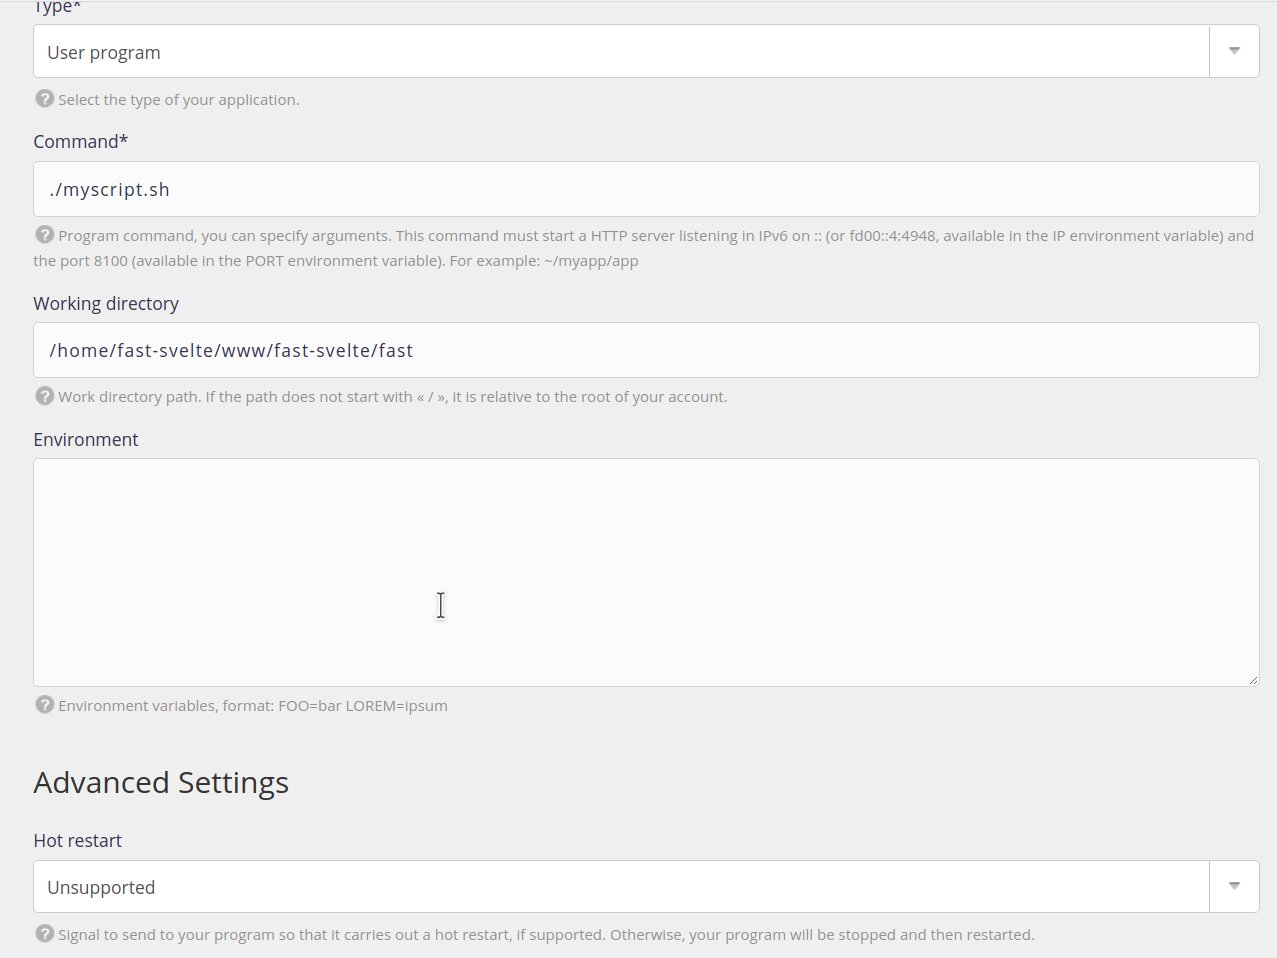 Type*
User program
? Select the type of your application.
Command*
./myscript.sh
? Program command, you can specify arguments. This command must start a HTTP server listening in IPv6 on :: (or fd00::4:4948, available in the IP environment variable) and
the port 8100 (available in the PORT environment variable). For example: ~/myapp/app
Working directory
/home/fast-svelte/www/fast-svelte/fast
? Work directory path. If the path does not start with « / », it is relative to the root of your account.
Environment
? Environment variables, format: FOO=bar LOREM=ipsum
Advanced Settings
Hot restart
Unsupported
? Signal to send to your program so that it carries out a hot restart, if supported. Otherwise, your program will be stopped and then restarted.